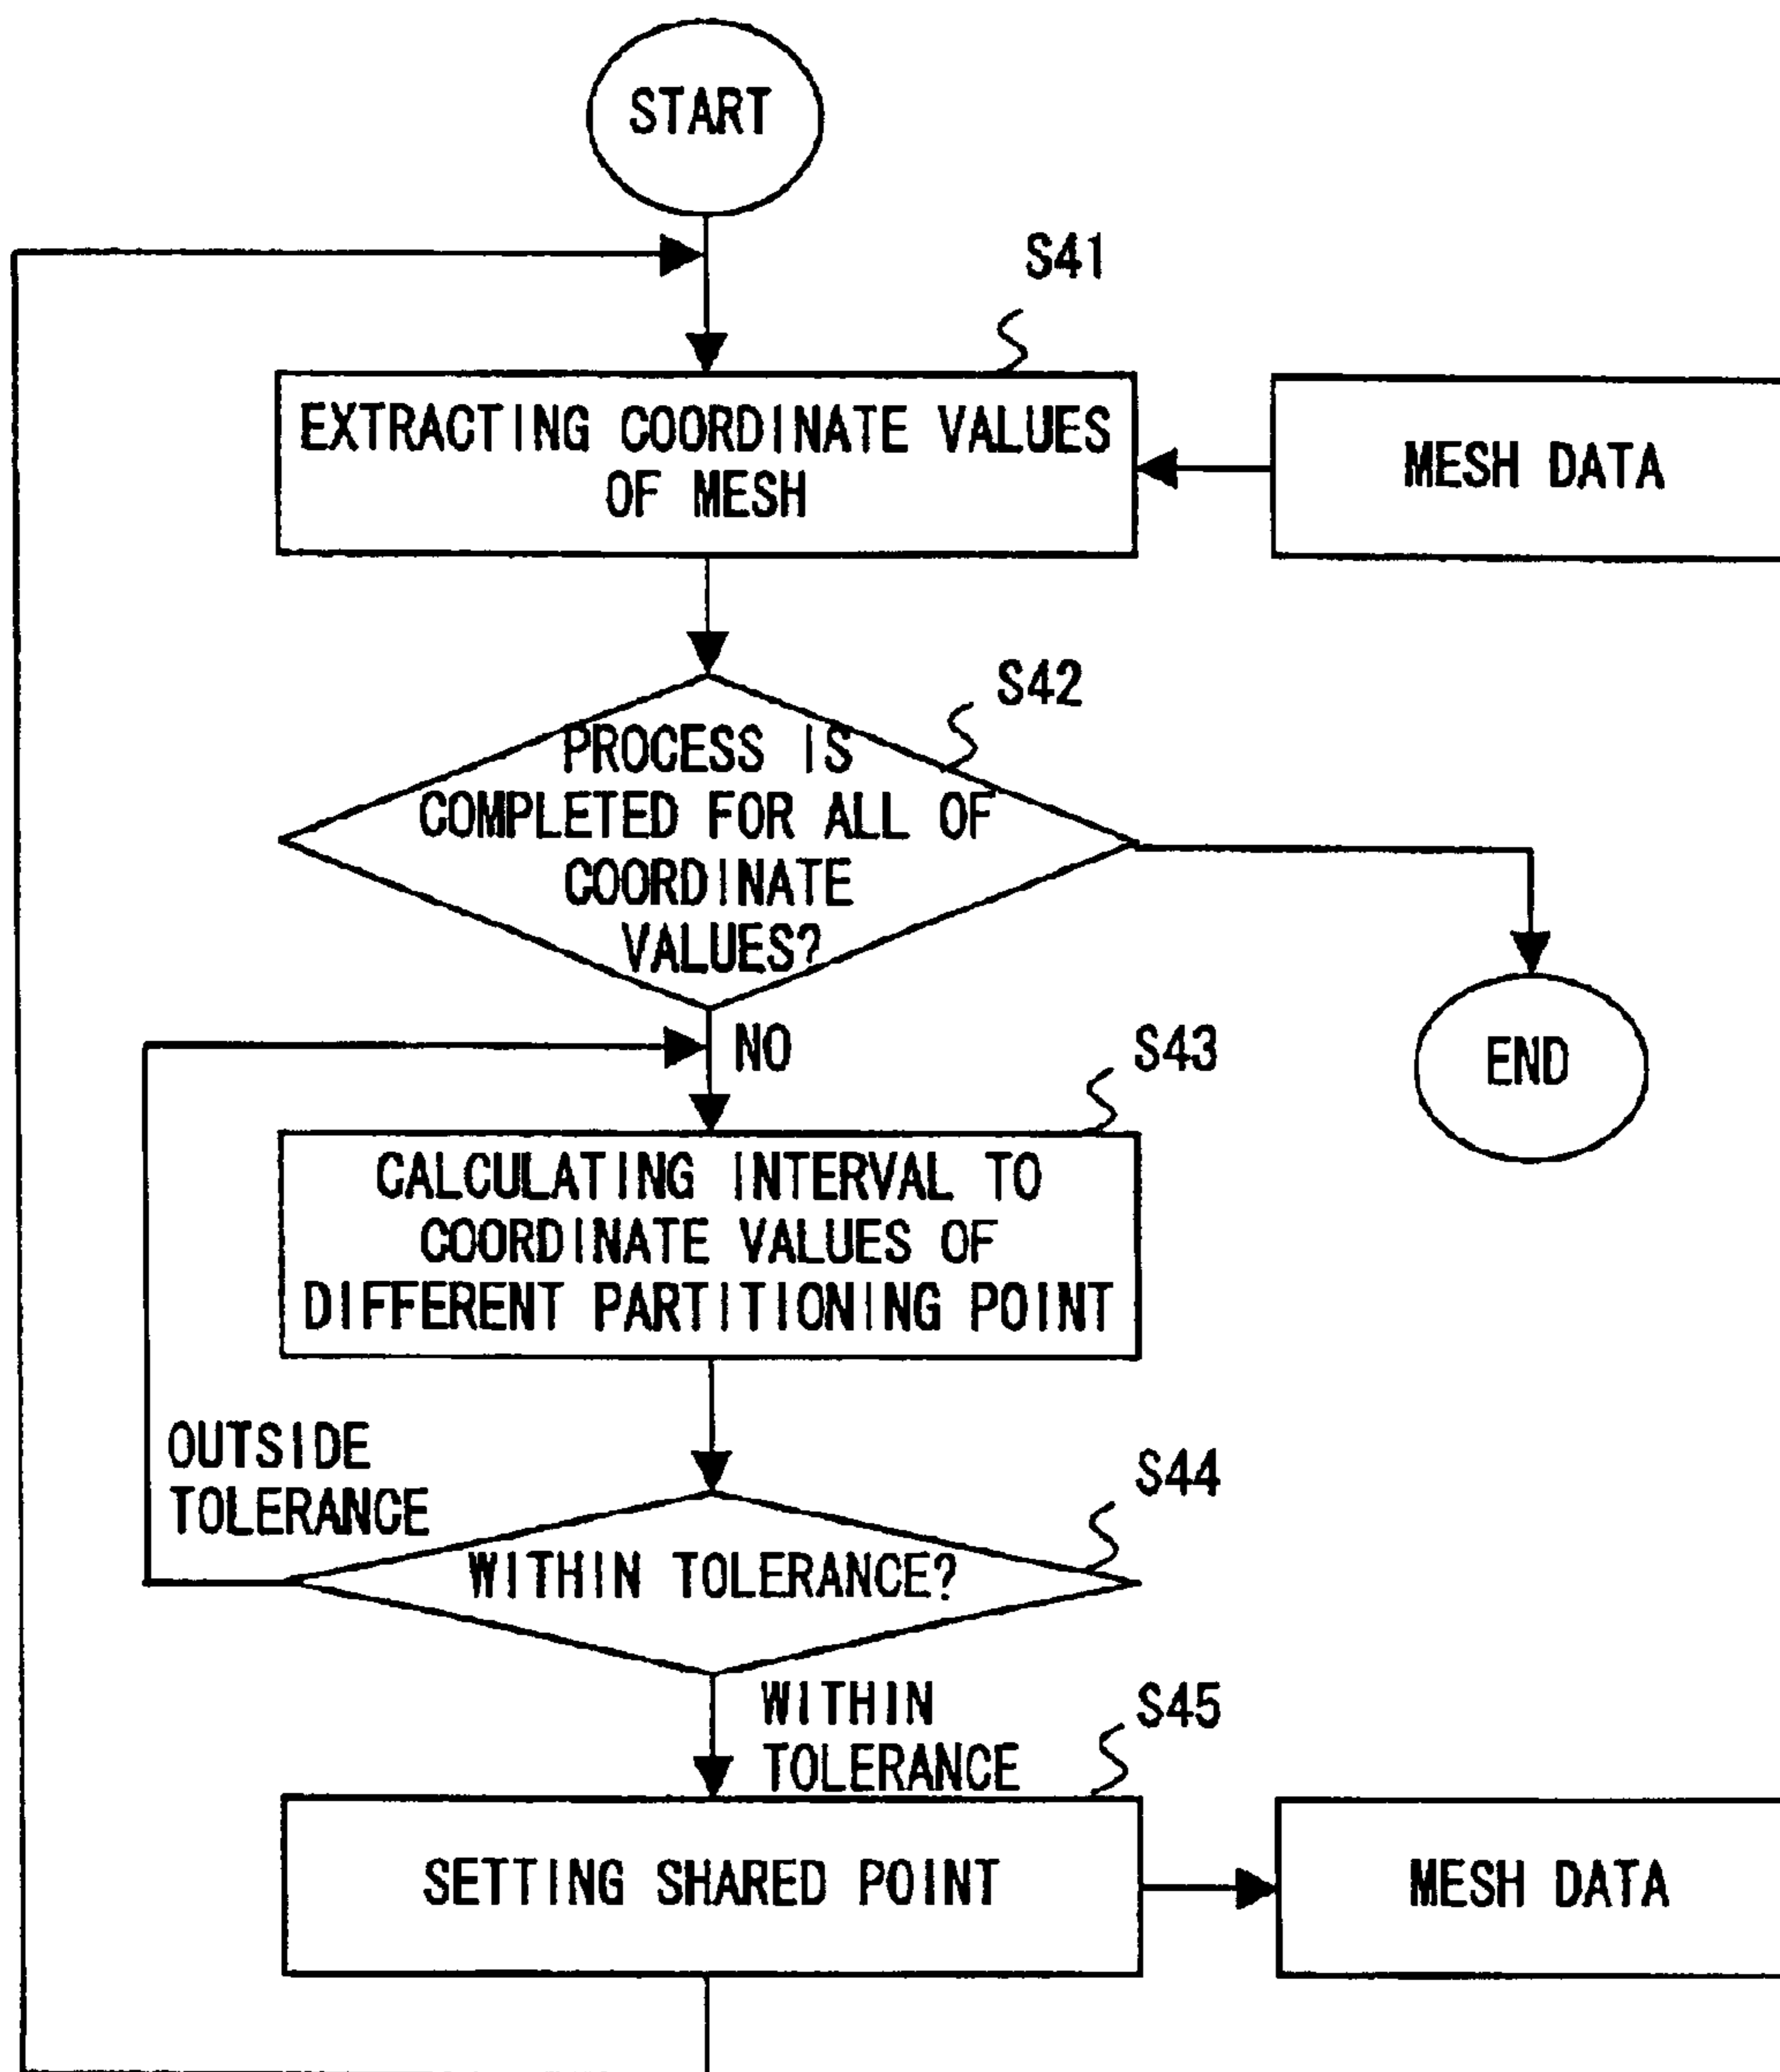 START
S41
EXTRACTING COORDINATE VALUES
OF MESH
MESH DATA
S42
PROCESS IS
COMPLETED FOR ALL OF
COORDINATE
VALUES?
NO
S43
END
CALCULATING INTERVAL TO
COORDINATE VALUES OF
DIFFERENT PARTITIONING POINT
OUTSIDE
TOLERANCE
S44
WITHIN TOLERANCE?
WITHIN
TOLERANCE
S45
SETTING SHARED POINT
MESH DATA